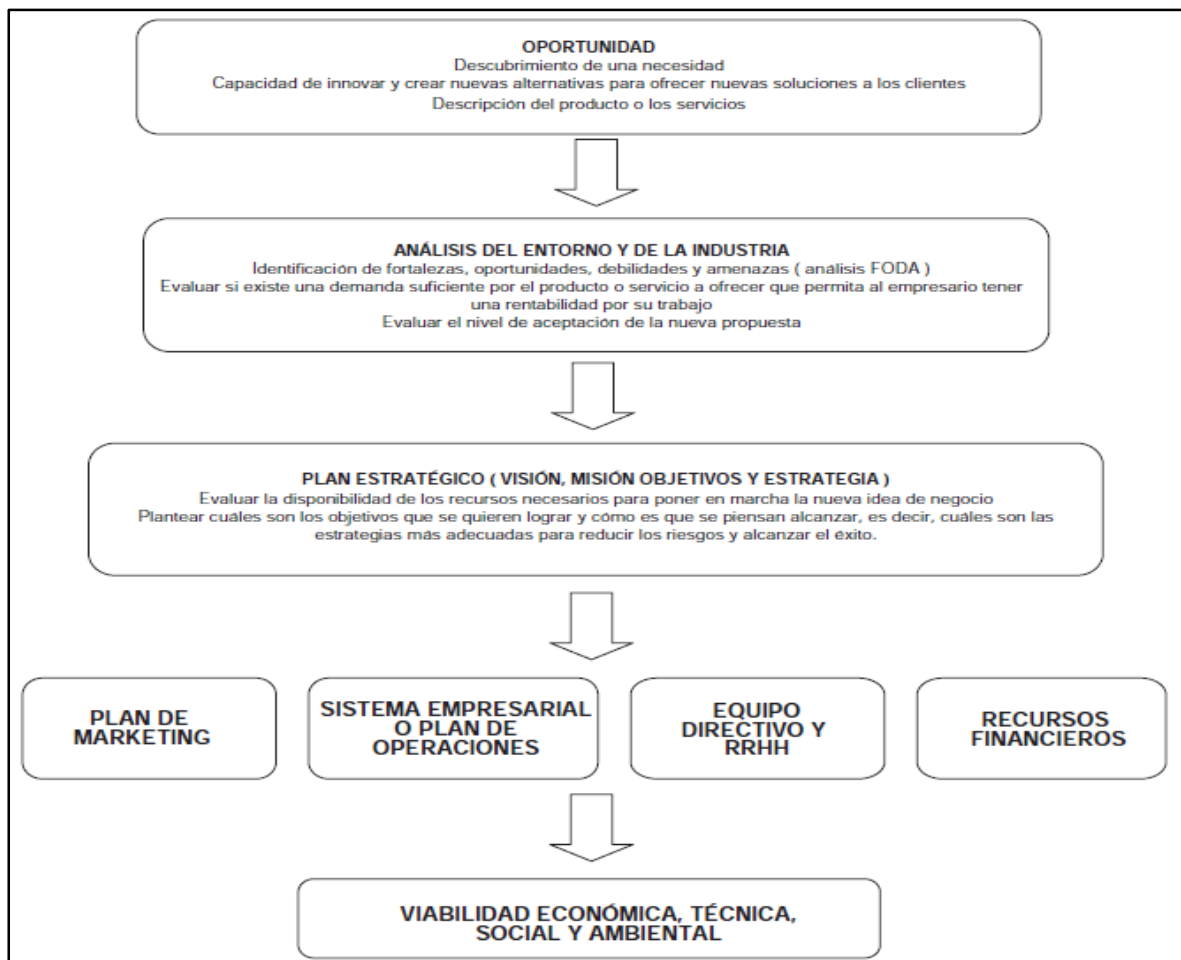 OPORTUNIDAD
Descubrimiento de una necesidad
Capacidad de innovar y crear nuevas alternativas para ofrecer nuevas soluciones a los clientes
Descripción del producto o los servicios
ANÁLISIS DEL ENTORNO Y DE LA INDUSTRIA
Identificación de fortalezas, oportunidades, debilidades y amenazas ( análisis FODA )
Evaluar si existe una demanda suficiente por el producto o servicio a ofrecer que permita al empresario tener
una rentabilidad por su trabajo
Evaluar el nivel de aceptación de la nueva propuesta
PLAN ESTRATÉGICO ( VISIÓN, MISIÓN OBJETIVOS Y ESTRATEGIA )
Evaluar la disponibilidad de los recursos necesarios para poner en marcha la nueva idea de negocio
Plantear cuáles son los objetivos que se quieren lograr y cómo es que se piensan alcanzar, es decir, cuáles son las
estrategias más adecuadas para reducir los riesgos y alcanzar el éxito.
PLAN DE
MARKETING
SISTEMA EMPRESARIAL
O PLAN DE
OPERACIONES
EQUIPO
DIRECTIVO Y
RRHH
RECURSOS
FINANCIEROS
VIABILIDAD ECONÓMICA, TÉCNICA,
SOCIAL Y AMBIENTAL